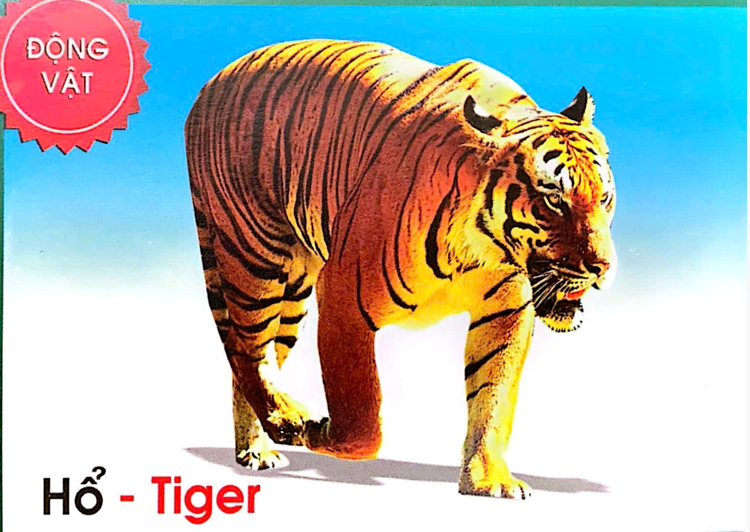 ĐỘNG
VẬT
Hổ - Tiger